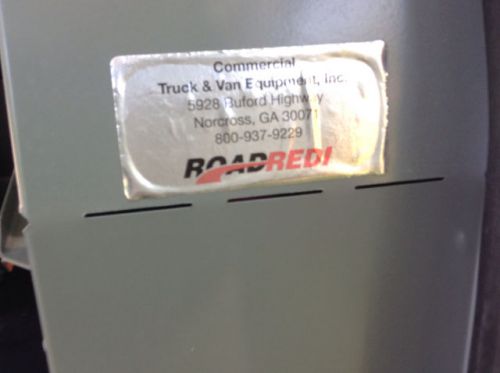 Commercial
Truck & Van Equipment, Inc.
5928 Buford Highway
Norcross, GA 30071
800-937-9229
ROADREDI